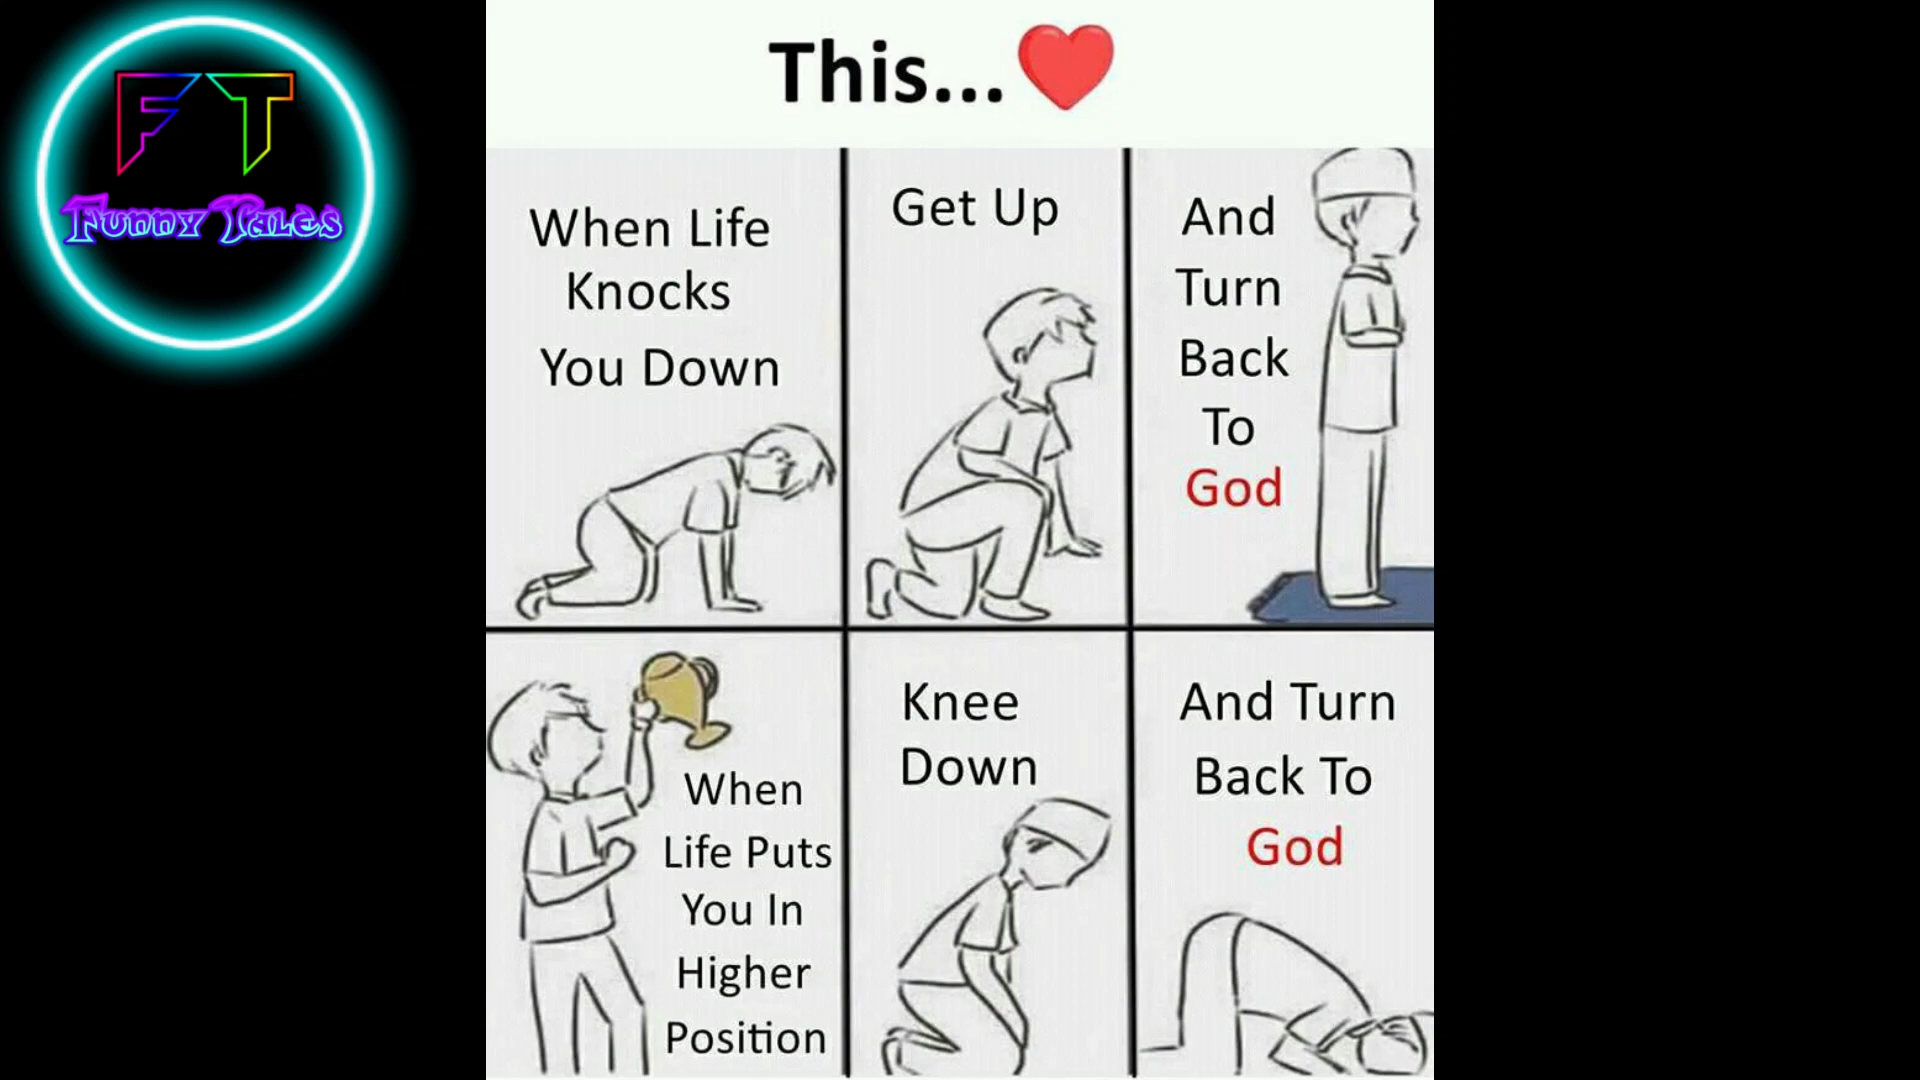 FT
Funny Tales
This...❤️
When Life
Knocks
You Down
Get Up
And
Turn
Back
To
God
When
Life Puts
You In
Higher
Position
Knee
Down
And Turn
Back To
God